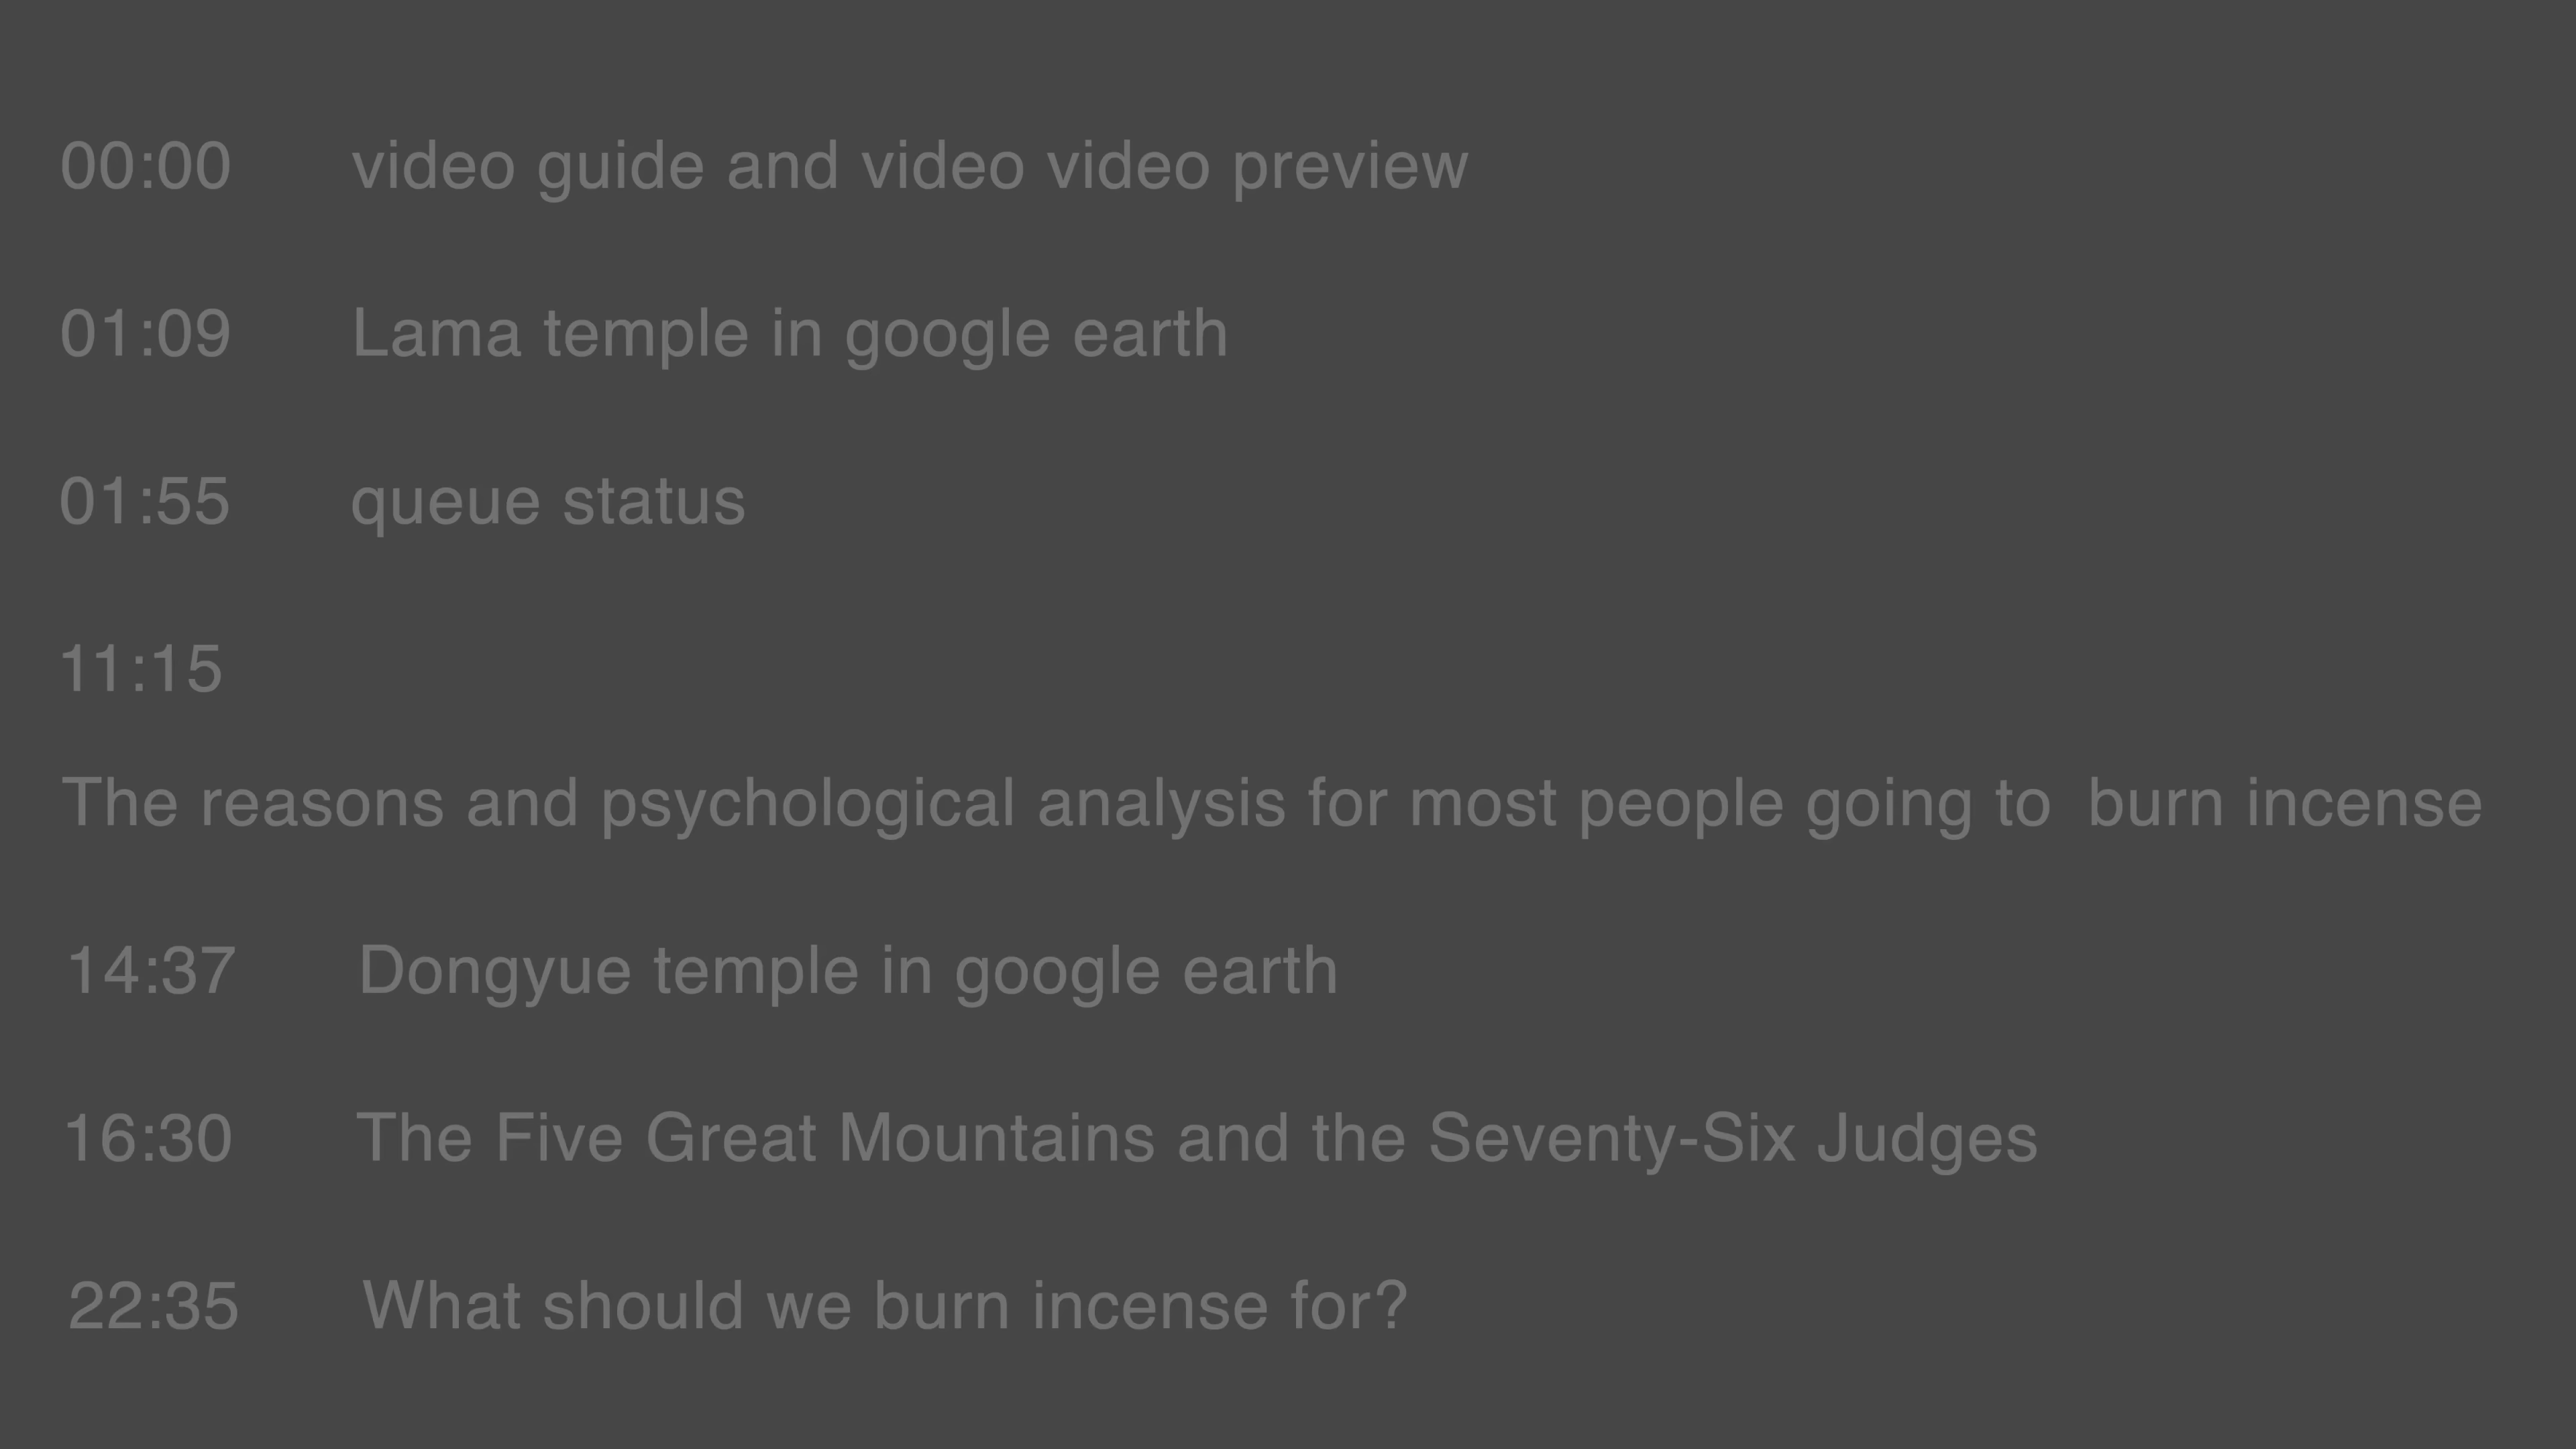 00:00 video guide and video video preview
01:09 Lama temple in google earth
01:55 queue status
11:15
The reasons and psychological analysis for most people going to burn incense
14:37 Dongyue temple in google earth
16:30 The Five Great Mountains and the Seventy-Six Judges
22:35 What should we burn incense for?